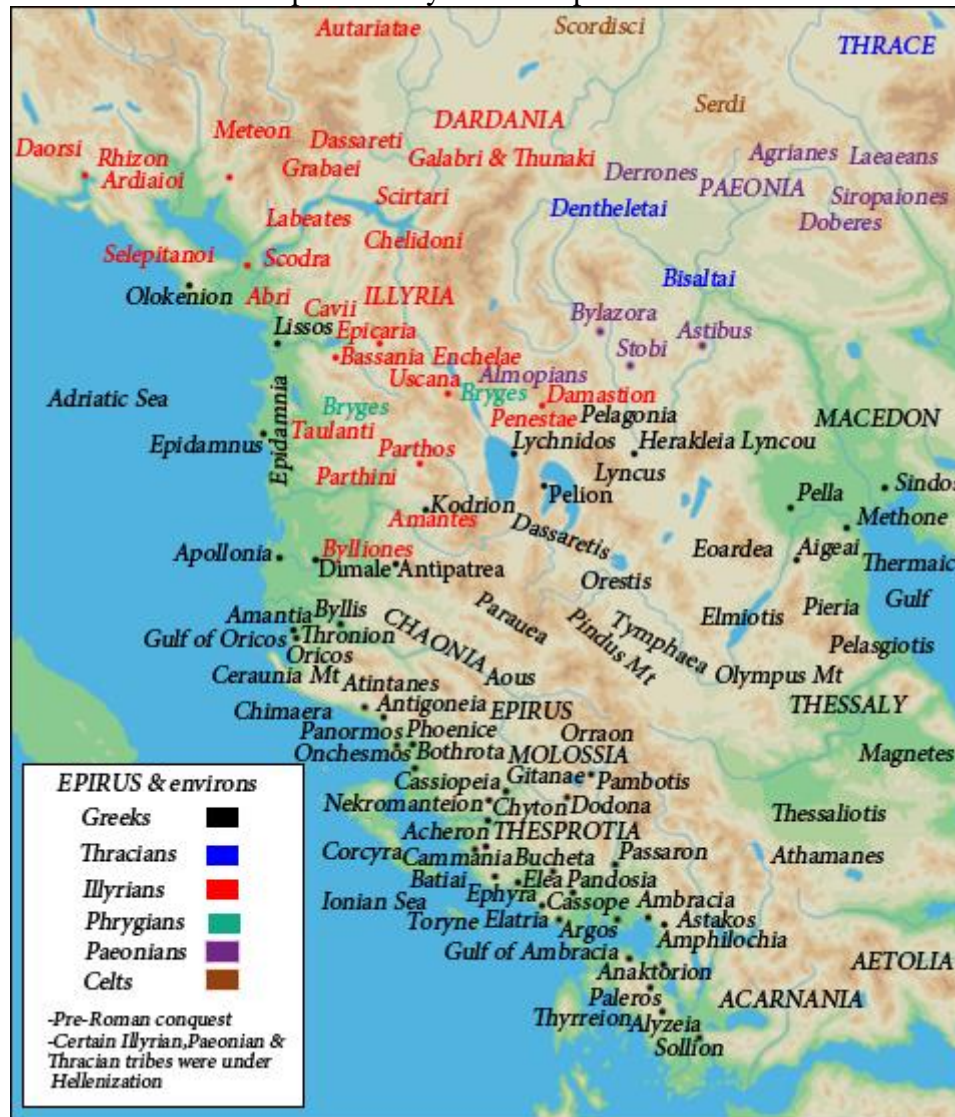 Autariatae
Scordisci
THRACE
Serdi
Meteon
DARDANIA
Daorsi
Dassareti
Rhizon
Galabri & Thunaki
Agrianes
Laeaeans
Ardiaioi
Grabaei
Derrones
PAEONIA
Scirtari
Siropaiones
Labeates
Dentheletai
Doberes
Chelidoni
Selepitanoi
Scodra
Bisaltai
Olokenion
Abri
ILLYRIA
Cavii
Bylazora
Lissos
Epicaria
Astibus
Bassania
Enchelae
Stobi
Uscana
Almopians
Adriatic Sea
Bryges
Bryges
Damastion
Penestae
Pelagonia
MACEDON
Epidamnia
Taulanti
Epidamnus
Parthos
Lychnidos
Herakleia Lyncou
Parthini
Lyncus
Sindos
Pelion
Pella
Kodrion
Amantes
Methone
Dassaretis
Apollonia
Bylliones
Eoardea
Aigeai
Dimale
Antipatrea
Thermaic
Orestis
Gulf
Amantia
Byllis
Parauea
Elmiotis
Pieria
Gulf of Oricos
Thronion
CHAONIA
Pindus Mt
Tymphaea
Pelasgiotis
Oricos
Aous
Olympus Mt
Ceraunia Mt
Atintanes
Chimaera
Antigoneia
EPIRUS
THESSALY
Panormos
Phoenice
Orraon
Onchesmos
Bothrota
MOLOSSIA
Magnetes
Cassiopeia
Gitanae
Pambotis
Nekromanteion
Chyton
Dodona
Thessaliotis
Acheron
THESPROTIA
Corcyra
Cammania
Bucheta
Passaron
Athamanes
Batiai
Elea
Pandosia
Ionian Sea
Ephyra
Cassope
Ambracia
Toryne
Elatria
Argos
Astakos
Gulf of Ambracia
Amphilochia
Anaktorion
AETOLIA
Paleros
ACARNANIA
Thyrreion
Alyzeia
Sollion
EPIRUS & environs
Greeks
Thracians
Illyrians
Phrygians
Paeonians
Celts
-Pre-Roman conquest
-Certain Illyrian,Paeonian &
Thracian tribes were under
Hellenization